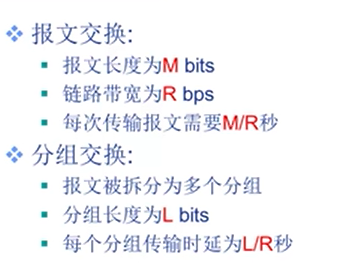 报文交换:
报文长度为M bits
链路带宽为R bps
每次传输报文需要M/R秒
分组交换:
报文被拆分为多个分组
分组长度为L bits
每个分组传输时延为L/R秒